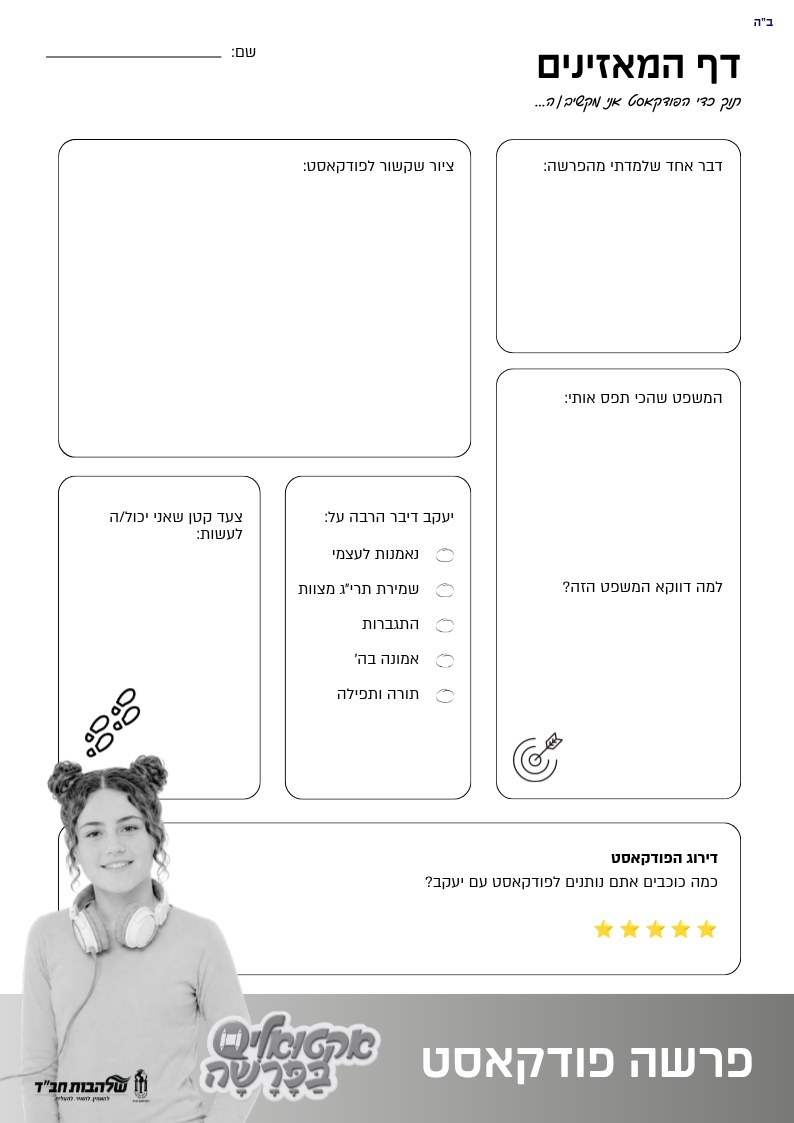 ב"ה
דף המאזינים
שם:
תוך כדי הפודקאסט אני מקשיב/ה...
דבר אחד שלמדתי מהפרשה:
ציור שקשור לפודקאסט:
המשפט שהכי תפס אותי:
למה דווקא המשפט הזה?
יעקב דיבר הרבה על:
נאמנות לעצמי
שמירת תרי"ג מצוות
התגברות
אמונה בה'
תורה ותפילה
צעד קטן שאני יכול/ה
לעשות:
דירוג הפודקאסט
כמה כוכבים אתם נותנים לפודקאסט עם יעקב?
פרשה פודקאסט
אקטואליים
בַּפָּרָשָׁה
שלהבות חב"ד